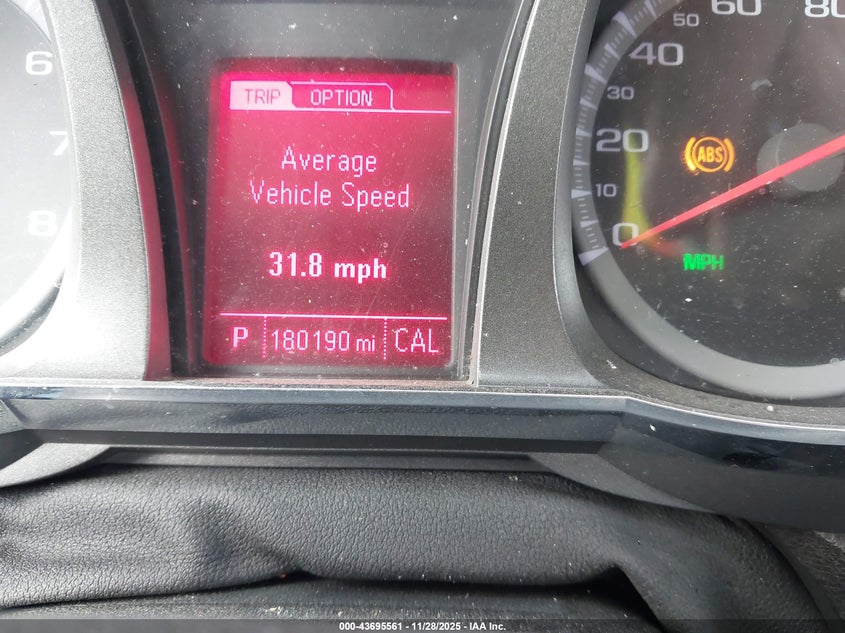 6
7
8
TRIP OPTION
Average
Vehicle Speed
31.8 mph
P 180190 mi CAL
0
10
20
30
40
50
60
80
ABS
MPH
000-43695561 | 11/28/2025 - IAA Inc.